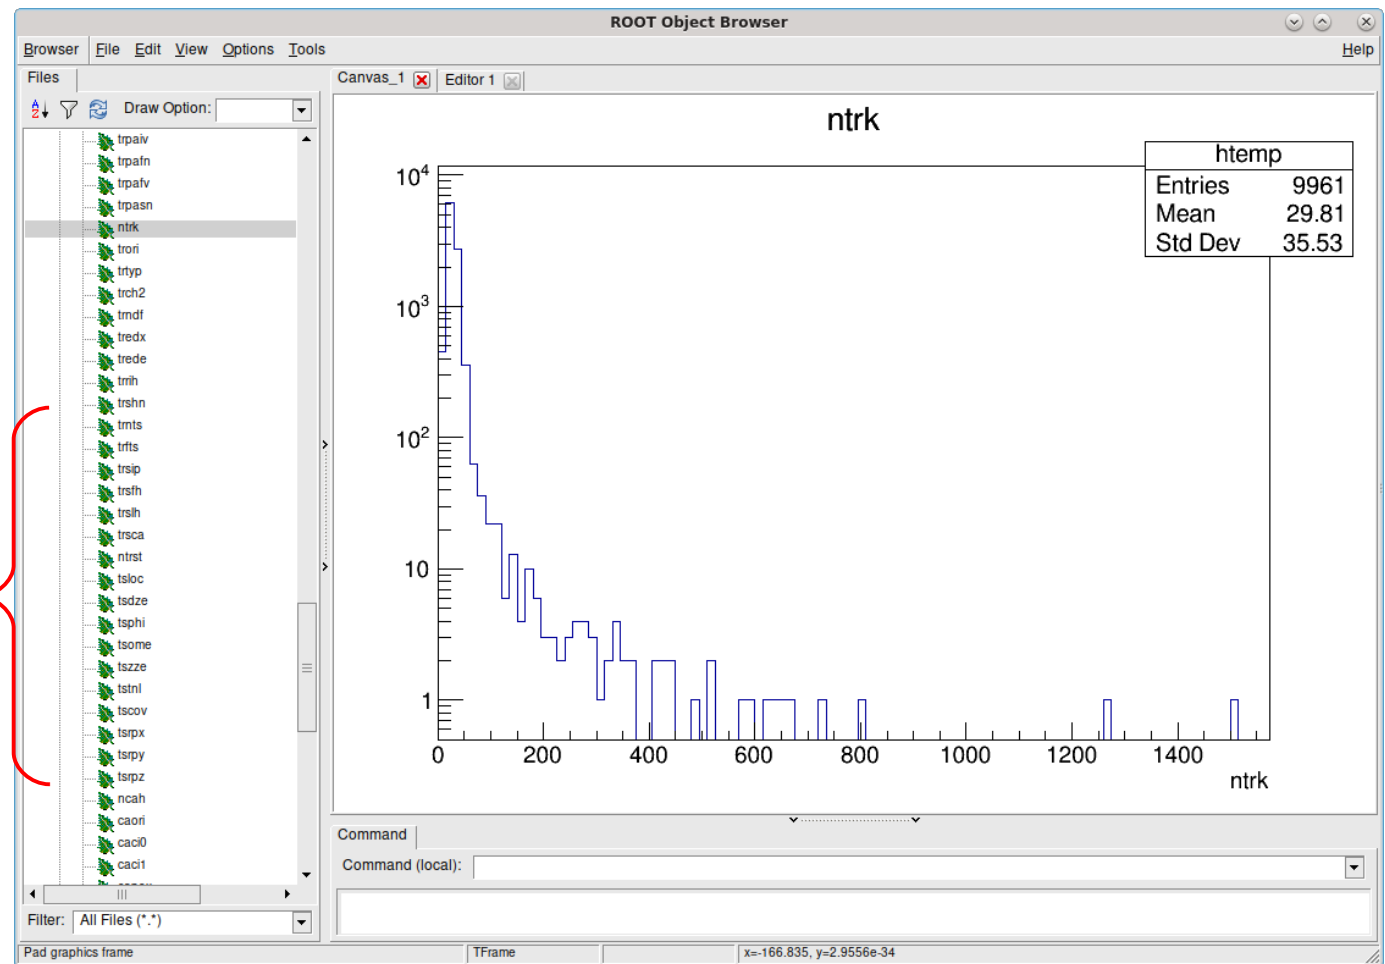 ROOT Object Browser
Browser File Edit View Options Tools Help
Files
Draw Option:
trpaiv
trpafn
trpafv
trpasn
ntrk
trori
trtyp
trch2
trndf
tredx
trede
trrih
trshn
trnts
trfts
trsip
trsfh
trslh
trsca
ntrst
tsloc
tsdze
tsphi
tsome
tszze
tstnl
tscov
tsrpx
tsrpy
tsrpz
ncah
caori
caci0
caci1
Filter: All Files (*.*)
Canvas_1 Editor 1
ntrk
htemp
Entries 9961
Mean 29.81
Std Dev 35.53
10^4
10^3
10^2
10
1
0 200 400 600 800 1000 1200 1400
ntrk
Command
Command (local):
Pad graphics frame TFrame x=-166.835, y=2.9556e-34